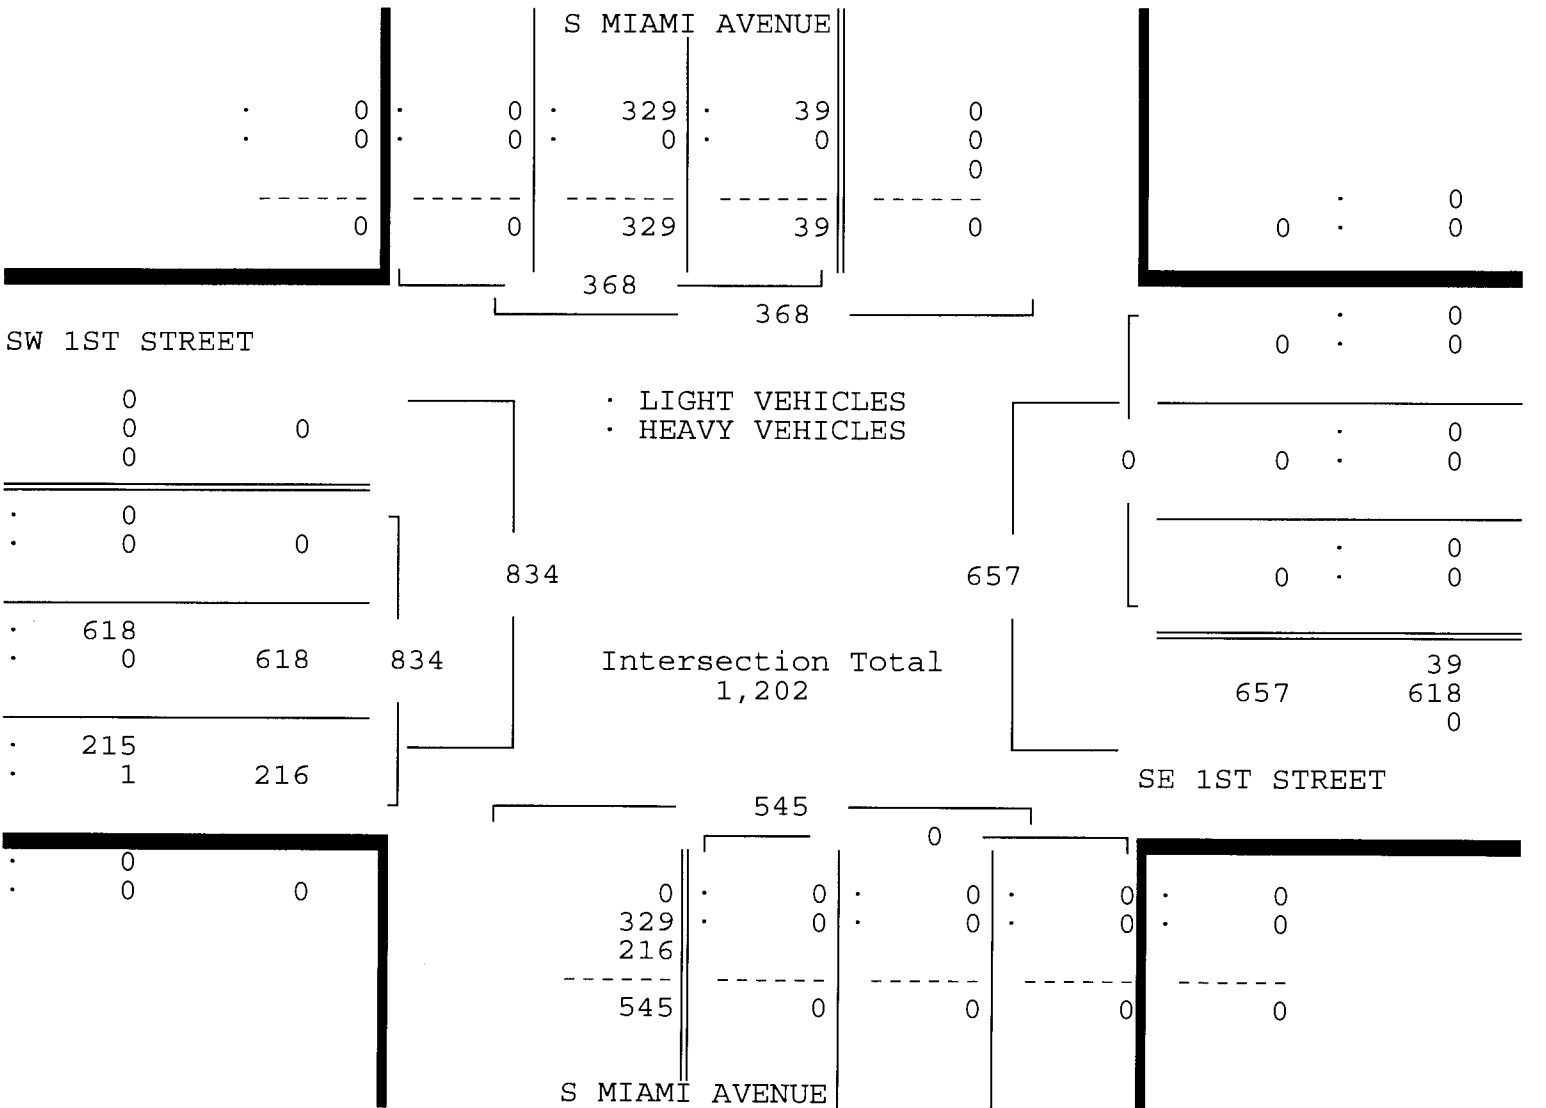 S MIAMI AVENUE
· 0 · 0 · 329 · 39 0
· 0 · 0 · 0 · 0 0
0
------ ------ ------ ------ ------
· 0
0 0 329 39 0
0 · 0
368
368
· 0
SW 1ST STREET
0 · 0
0
· LIGHT VEHICLES
0 0
· HEAVY VEHICLES
· 0
0
0 0 · 0
· 0
· 0 0
· 0
834
657
0 · 0
· 618
· 0 618 834
Intersection Total
39
1,202
657 618
0
· 215
· 1 216
SE 1ST STREET
545
0
· 0
· 0 0
0 · 0 · 0 · 0 · 0
329 · 0 · 0 · 0 · 0
216
------ ------ ------ ------ ------
545 0 0 0 0
S MIAMI AVENUE